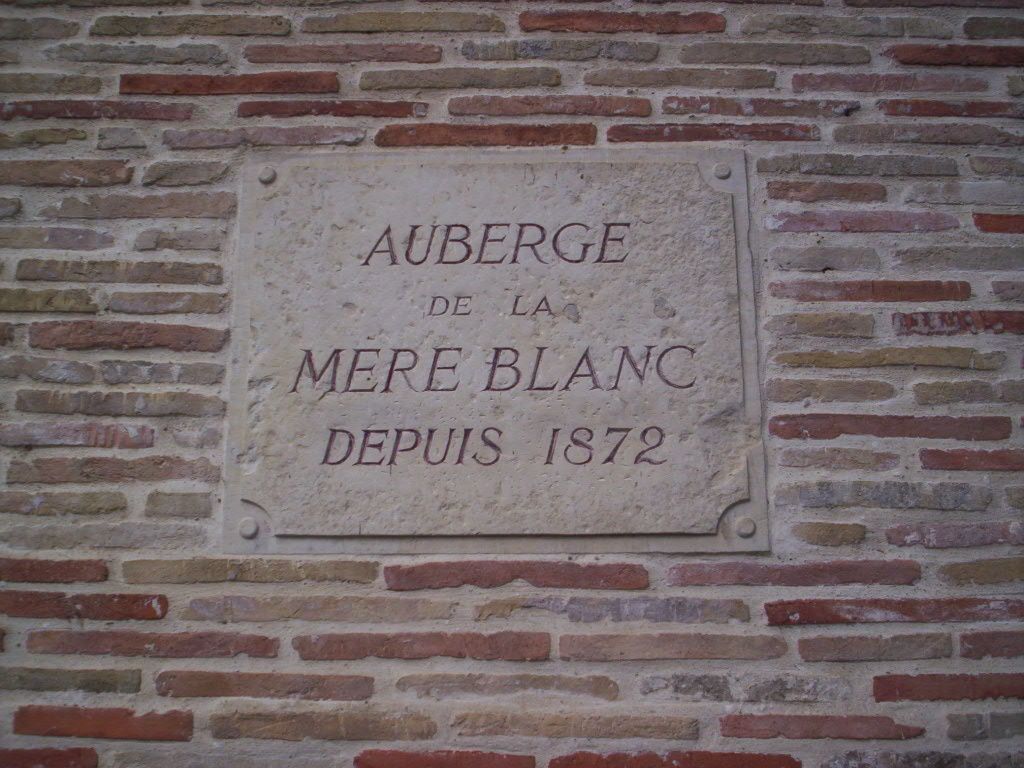 AUBERGE
DE LA
MERE BLANC
DEPUIS 1872